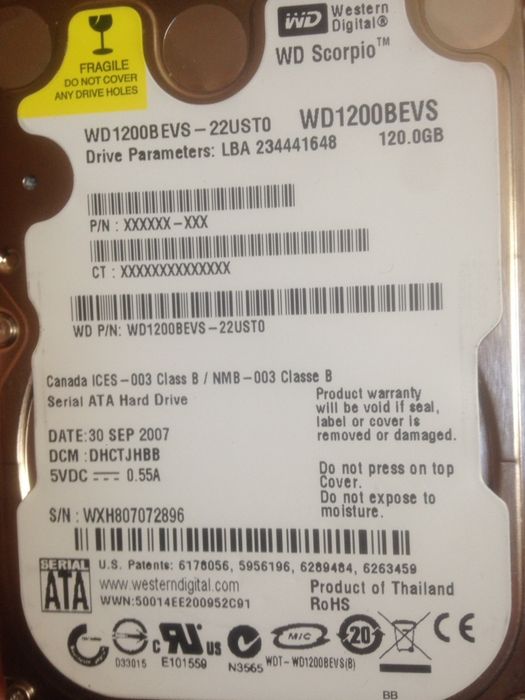 WD Western Digital®
WD Scorpio™
FRAGILE
DO NOT COVER
ANY DRIVE HOLES
WD1200BEVS-22UST0 WD1200BEVS
Drive Parameters: LBA 234441648 120.0GB
P/N : XXXXXX-XXX
CT : XXXXXXXXXXXXXX
WD P/N: WD1200BEVS-22UST0
Canada ICES-003 Class B / NMB-003 Classe B
Serial ATA Hard Drive
Product warranty
will be void if seal,
label or cover is
removed or damaged.
DATE:30 SEP 2007
DCM :DHCTJHBB
5VDC 0.55A
Do not press on top
Cover.
Do not expose to
moisture.
S/N : WXH807072896
SERIAL
ATA
U.S. Patents: 6178056, 5956196, 6289484, 6263459
www.westerndigital.com
WWN:50014EE200952C91
Product of Thailand
RoHS
D33015
c RU us
E101559
N3565
MIC
WDT-WD1200BEVS(B)
20
CE
BB